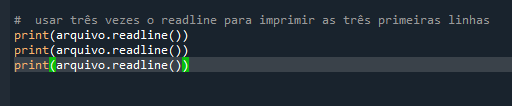 #  usar três vezes o readline para imprimir as três primeiras linhas
print(arquivo.readline())
print(arquivo.readline())
print(arquivo.readline())